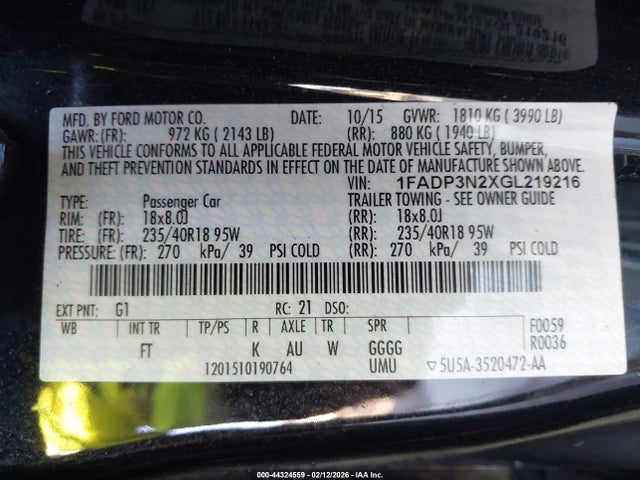 MFD. BY FORD MOTOR CO. DATE: 10/15 GVWR: 1810 KG ( 3990 LB)
GAWR: (FR): 972 KG ( 2143 LB) (RR): 880 KG ( 1940 LB)
THIS VEHICLE CONFORMS TO ALL APPLICABLE FEDERAL MOTOR VEHICLE SAFETY, BUMPER,
AND THEFT PREVENTION STANDARDS IN EFFECT ON THE DATE OF MANUFACTURE SHOWN ABOVE.
VIN: 1FADP3N2XGL219216
TYPE: Passenger Car TRAILER TOWING - SEE OWNER GUIDE
RIM: (FR): 18x8.0J (RR): 18x8.0J
TIRE: (FR): 235/40R18 95W (RR): 235/40R18 95W
PRESSURE: (FR): 270 kPa/ 39 PSI COLD (RR): 270 kPa/ 39 PSI COLD
EXT PNT: G1 RC: 21 DSO:
WB INT TR TP/PS R AXLE TR SPR F0059
R0036
FT K AU W GGGG
1201510190764 UMU ▽5U5A-3520472-AA
000-44324559 - 02/12/2026 - IAA Inc.